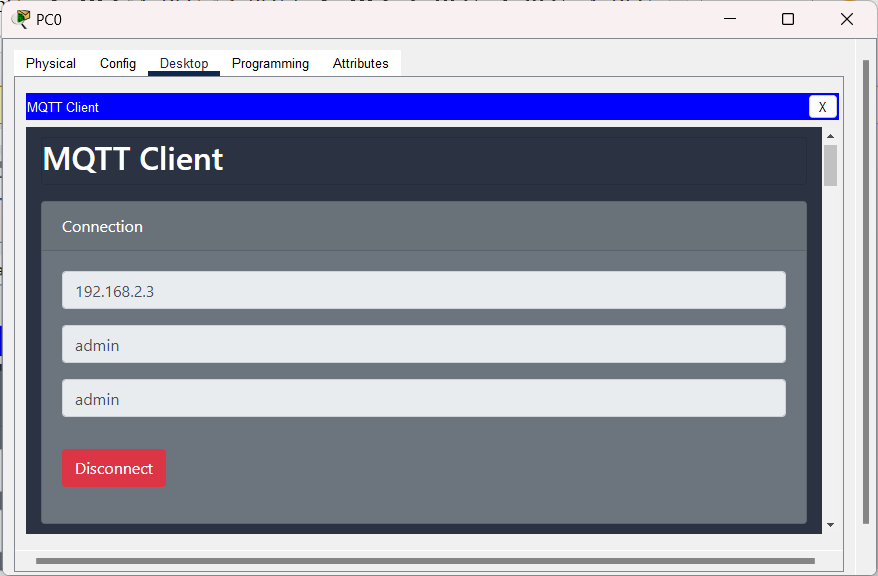 PC0
Physical Config Desktop Programming Attributes
MQTT Client X
MQTT Client
Connection
192.168.2.3
admin
admin
Disconnect